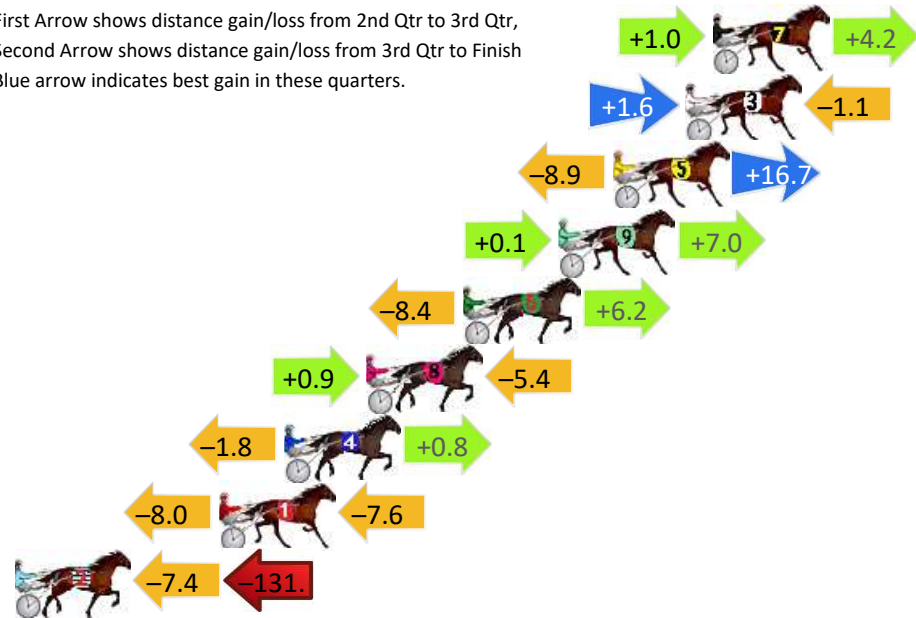 First Arrow shows distance gain/loss from 2nd Qtr to 3rd Qtr,
Second Arrow shows distance gain/loss from 3rd Qtr to Finish
Blue arrow indicates best gain in these quarters.
+1.0 7 +4.2
+1.6 3 –1.1
–8.9 5 +16.7
+0.1 9 +7.0
–8.4 6 +6.2
+0.9 8 –5.4
–1.8 4 +0.8
–8.0 1 –7.6
–7.4 –131.